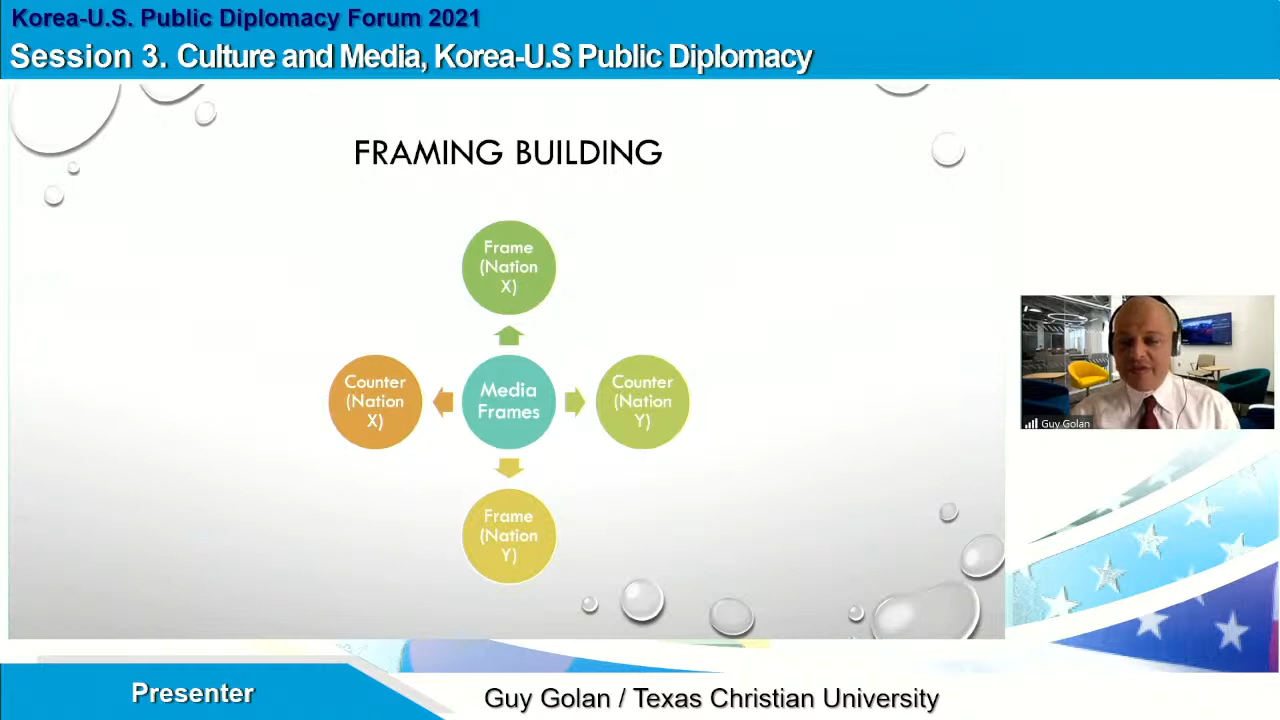 Korea-U.S. Public Diplomacy Forum 2021
Session 3. Culture and Media, Korea-U.S Public Diplomacy
FRAMING BUILDING
Frame
(Nation
X)
Counter
(Nation
X)
Media
Frames
Counter
(Nation
Y)
Frame
(Nation
Y)
Guy Golan
Presenter
Guy Golan / Texas Christian University